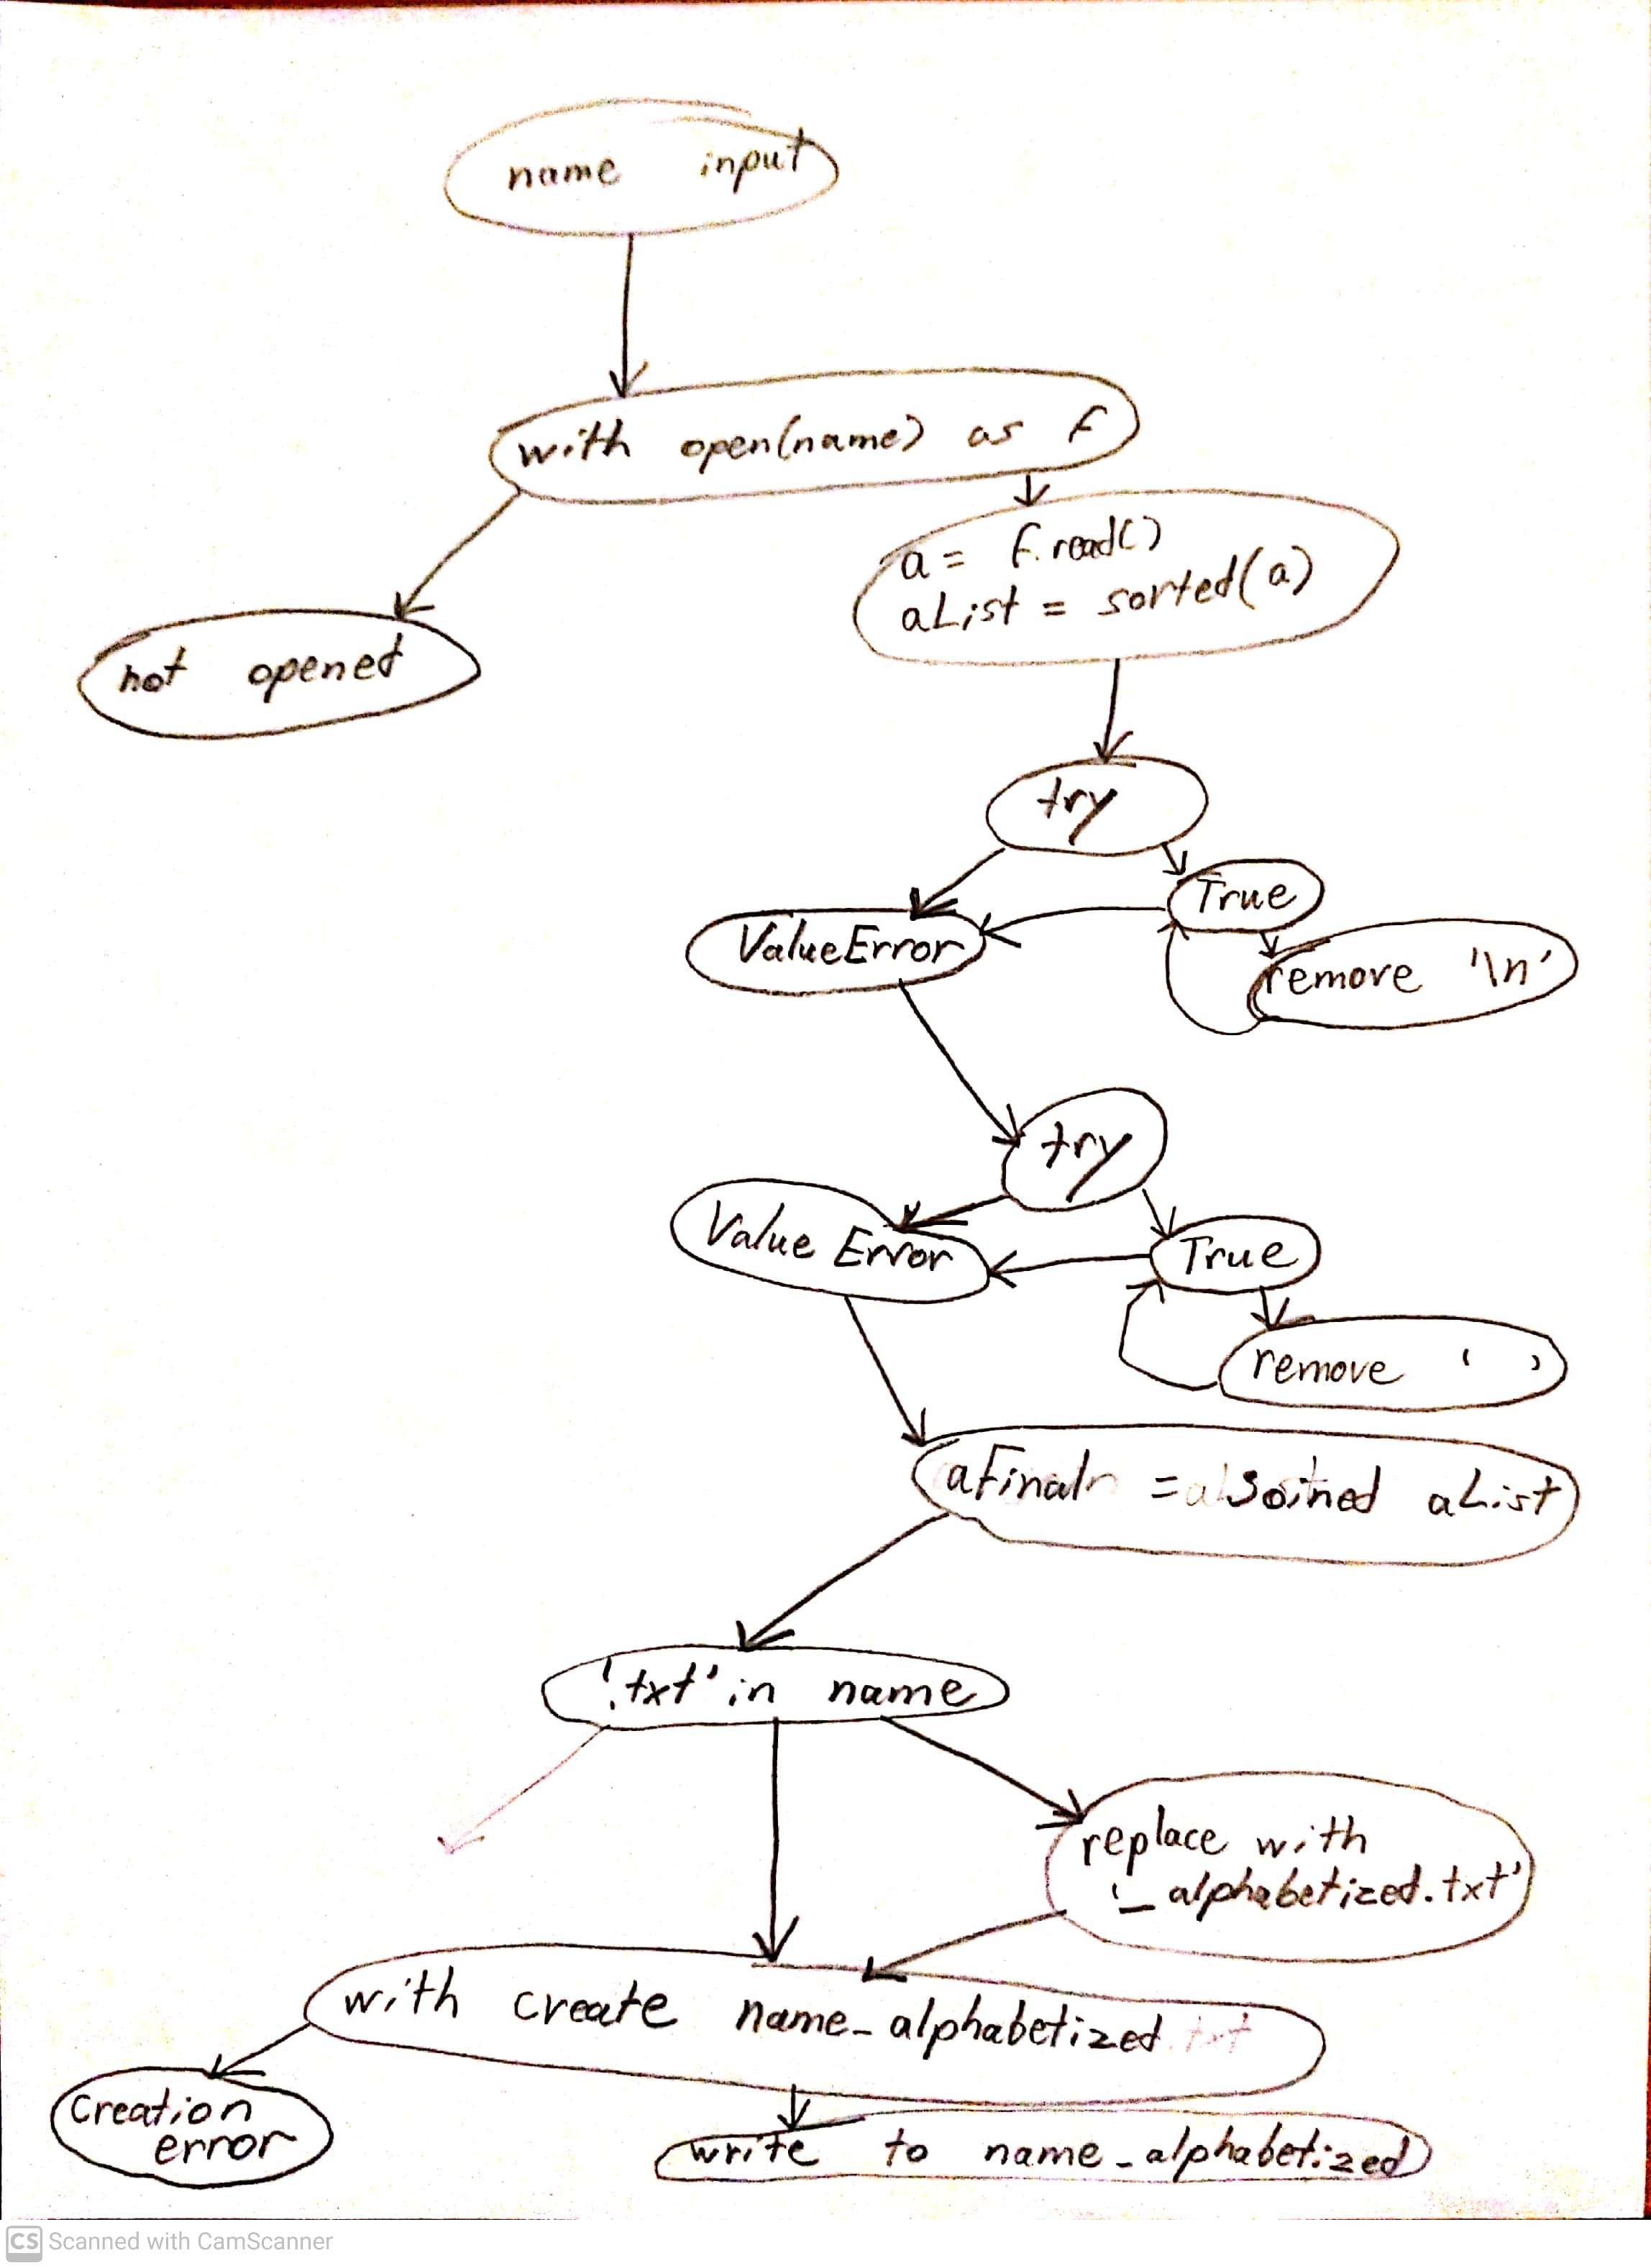 name input
with open(name) as f
a = f.read()
aList = sorted(a)
not opened
try
True
ValueError
remove '\n'
try
Value Error
True
remove ' '
aFinal = aList
'.txt' in name
replace with
'_alphabetized.txt'
with create name_alphabetized.txt
Creation
error
write to name_alphabetized
CS Scanned with CamScanner